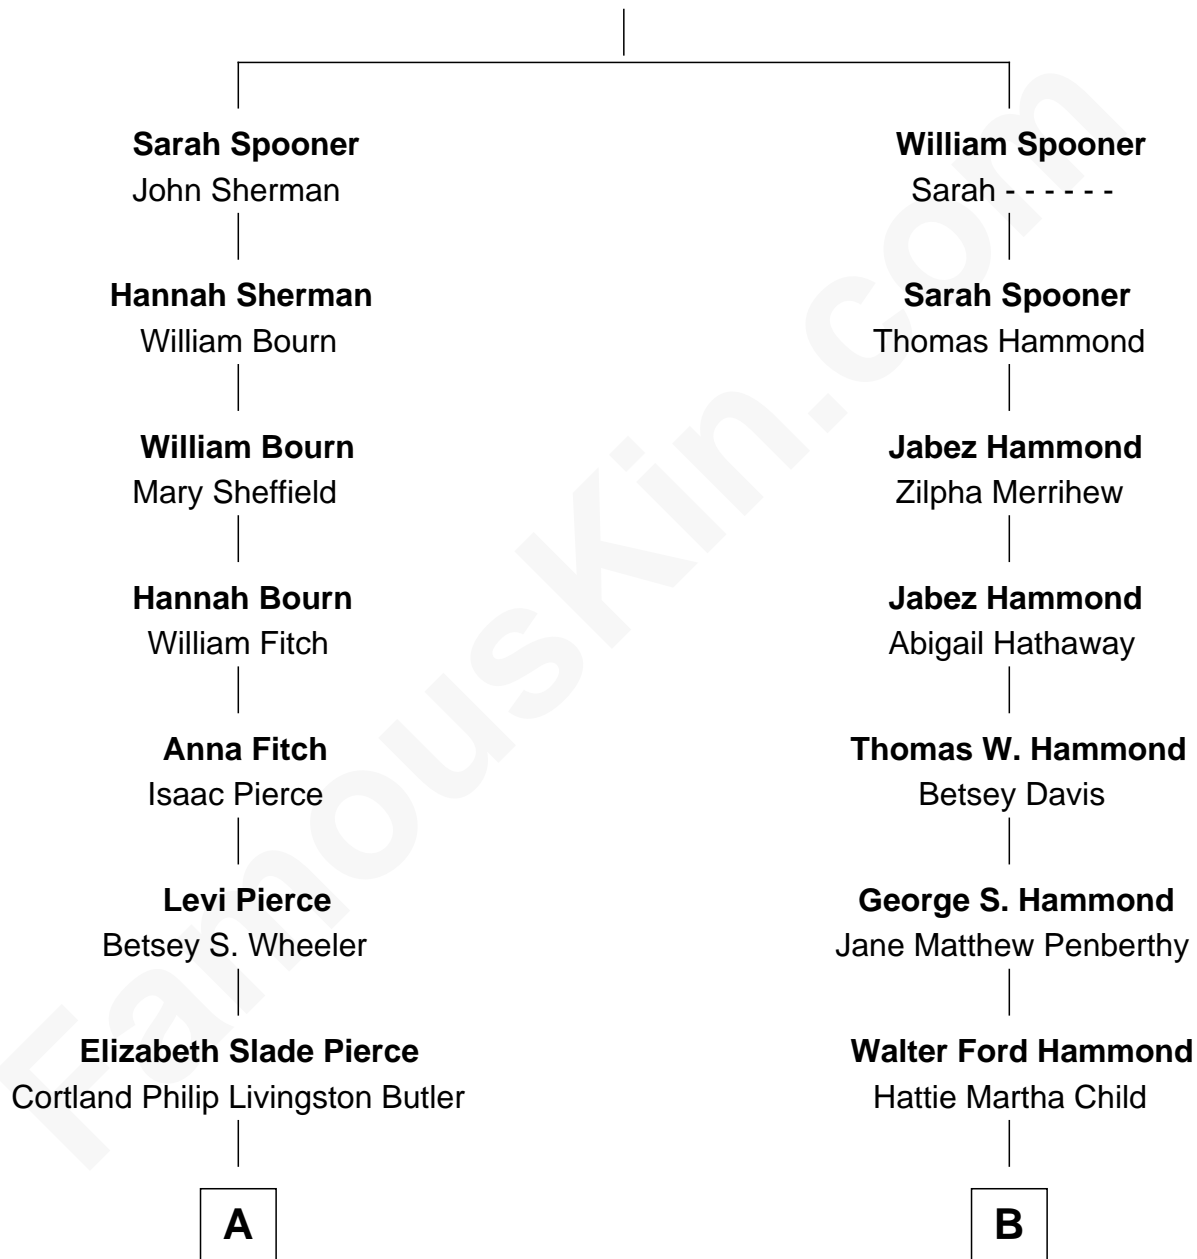 Sarah Spooner
John Sherman
Hannah Sherman
William Bourn
William Bourn
Mary Sheffield
Hannah Bourn
William Fitch
Anna Fitch
Isaac Pierce
Levi Pierce
Betsey S. Wheeler
Elizabeth Slade Pierce
Cortland Philip Livingston Butler
A
William Spooner
Sarah - - - - - -
Sarah Spooner
Thomas Hammond
Jabez Hammond
Zilpha Merrihew
Jabez Hammond
Abigail Hathaway
Thomas W. Hammond
Betsey Davis
George S. Hammond
Jane Matthew Penberthy
Walter Ford Hammond
Hattie Martha Child
B
FamousKin.com